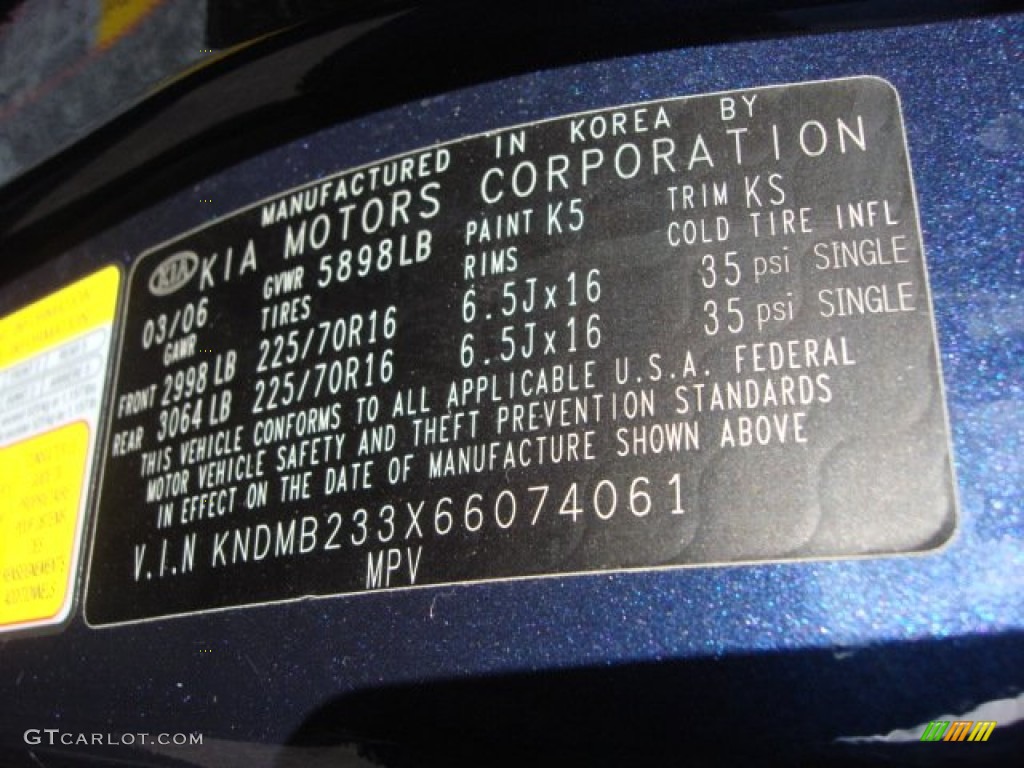 MANUFACTURED IN KOREA BY
KIA KIA MOTORS CORPORATION
03/06 GVWR 5898LB PAINT K5 TRIM KS
GAWR TIRES RIMS COLD TIRE INFL
FRONT 2998 LB 225/70R16 6.5Jx16 35 psi SINGLE
REAR 3064 LB 225/70R16 6.5Jx16 35 psi SINGLE
THIS VEHICLE CONFORMS TO ALL APPLICABLE U.S.A. FEDERAL
MOTOR VEHICLE SAFETY AND THEFT PREVENTION STANDARDS
IN EFFECT ON THE DATE OF MANUFACTURE SHOWN ABOVE
V.I.N KNDMB233X66074061
MPV
GTCARLOT.COM